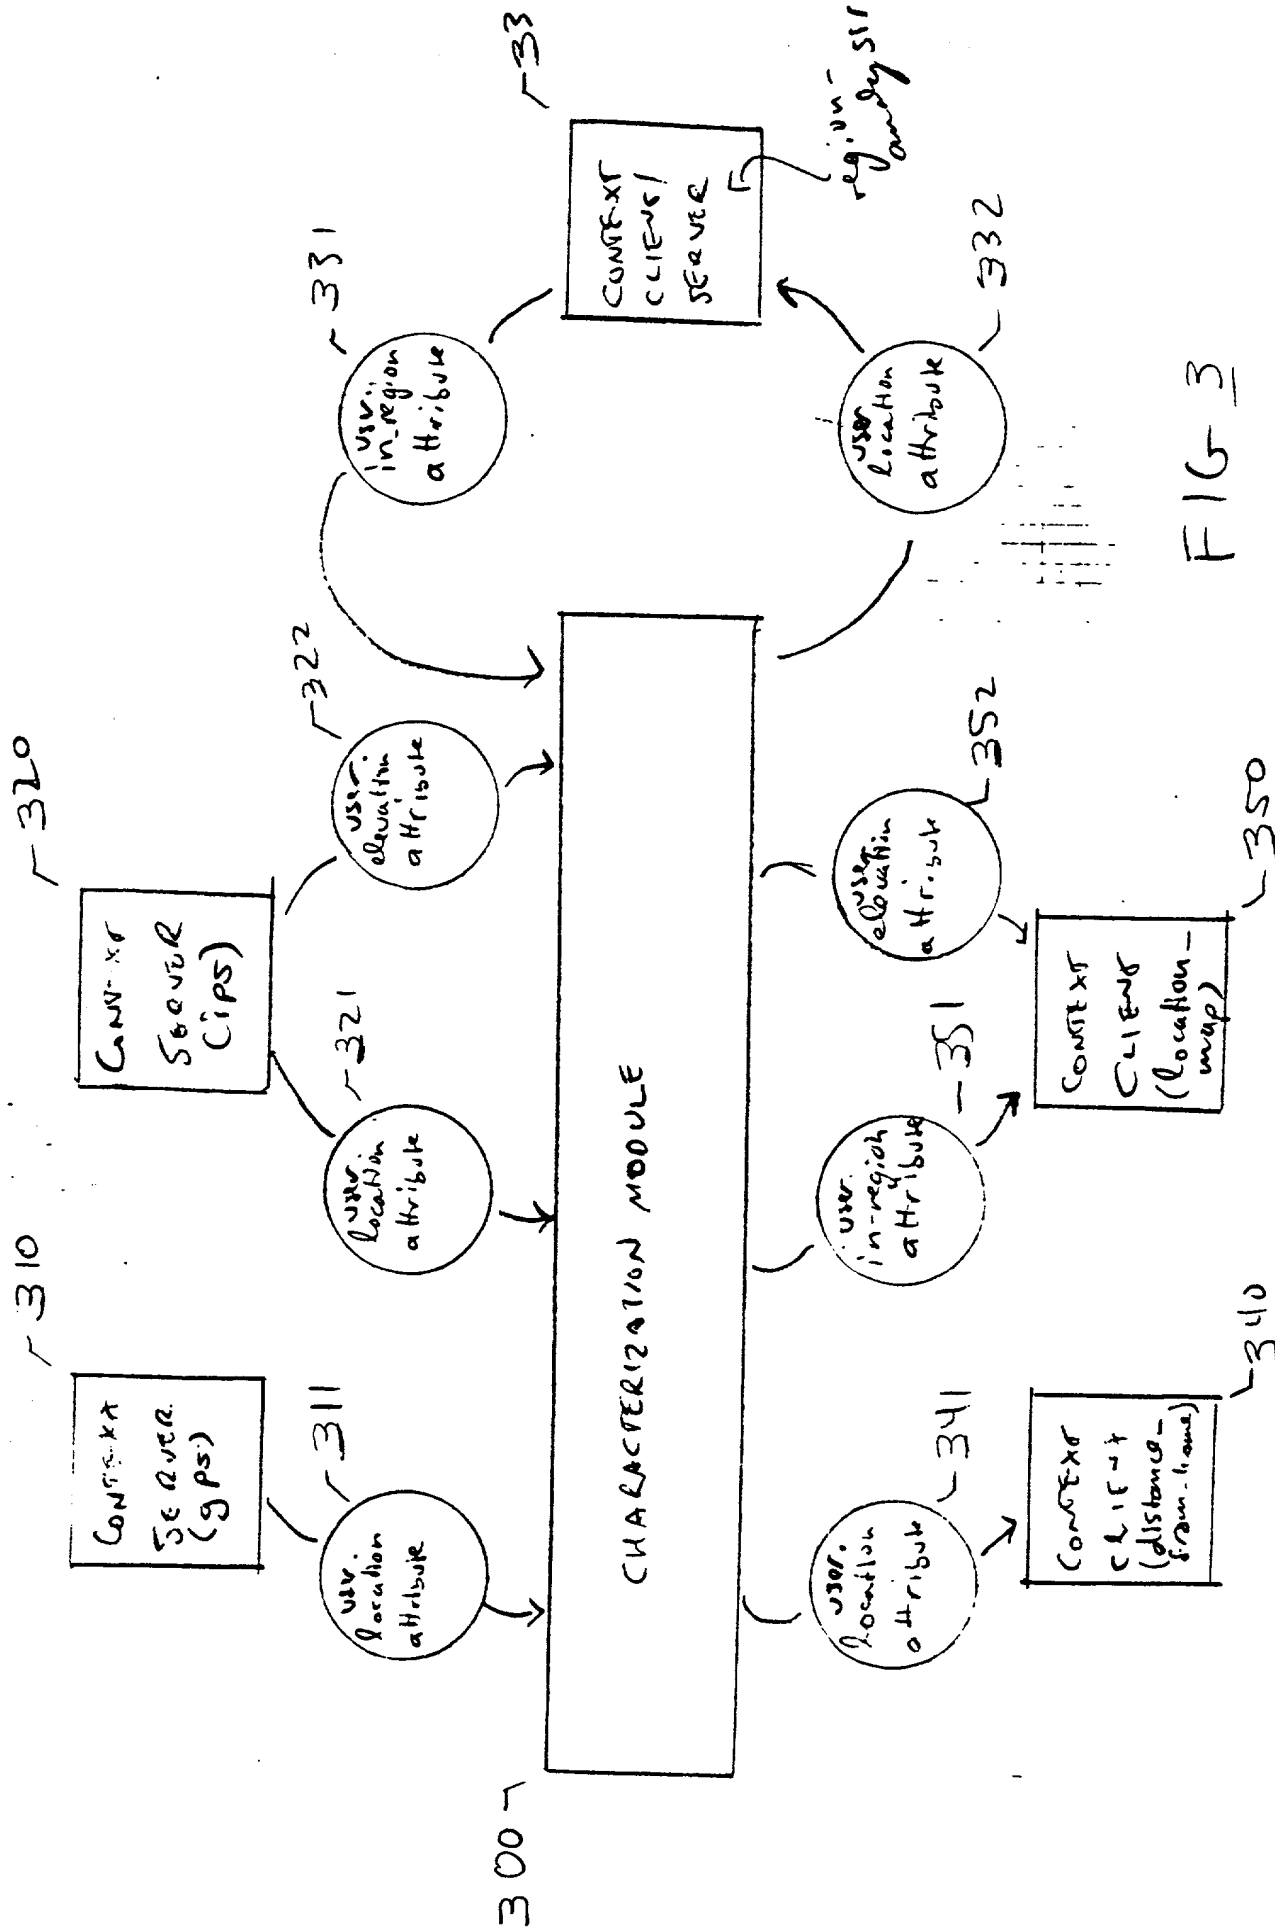 310
320
CONTEXT
SERVER
(gps)
CONTEXT
SERVER
(ips)
33
311
321
322
331
user.
location
attribute
user.
location
attribute
user.
elevation
attribute
user.
in_region
attribute
CONTEXT
CLIENT/
SERVER
region-
analysis
300
CHARACTERIZATION MODULE
user.
location
attribute
341
user.
in-region
attribute
351
user.
elevation
attribute
352
user.
location
attribute
332
CONTEXT
CLIENT
(distance-
from-home)
340
CONTEXT
CLIENT
(location-
map)
350
FIG 3